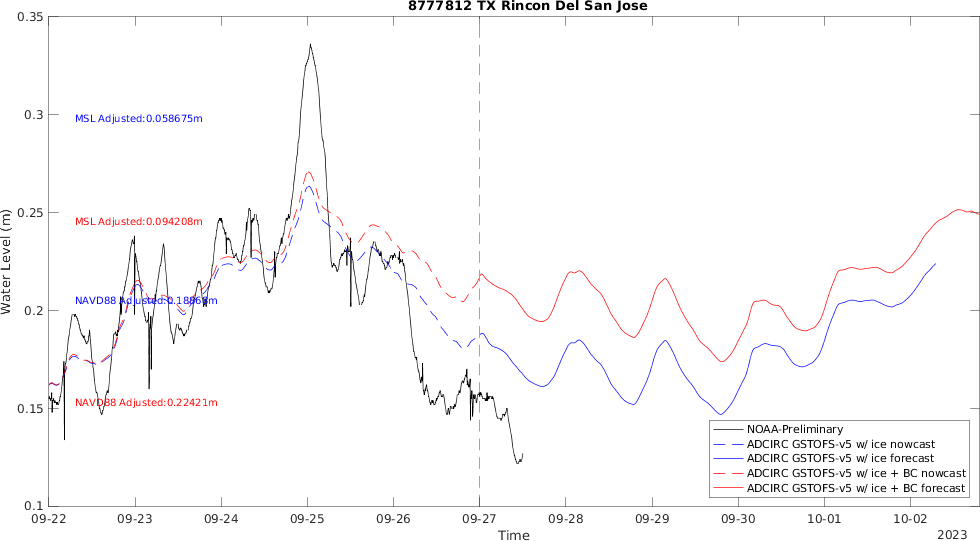 8777812 TX Rincon Del San Jose
0.35
0.3
0.25
0.2
0.15
0.1
Water Level (m)
MSL Adjusted:0.058675m
MSL Adjusted:0.094208m
NAVD88 Adjusted:0.18868m
NAVD88 Adjusted:0.22421m
NOAA-Preliminary
ADCIRC GSTOFS-v5 w/ ice nowcast
ADCIRC GSTOFS-v5 w/ ice forecast
ADCIRC GSTOFS-v5 w/ ice + BC nowcast
ADCIRC GSTOFS-v5 w/ ice + BC forecast
09-22 09-23 09-24 09-25 09-26 09-27 09-28 09-29 09-30 10-01 10-02
Time
2023